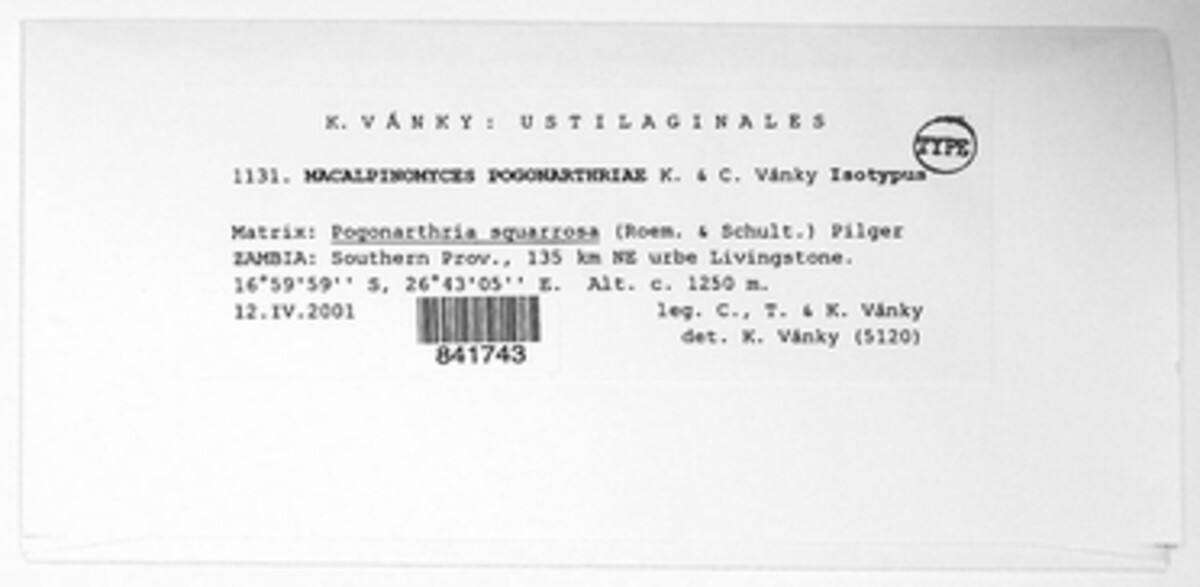 K. VÁNKY: USTILAGINALES
TYPE
1131. MACALPINOMYCES POGONARTHRIAE K. & C. Vánky Isotypus
Matrix: Pogonarthria squarrosa (Roem. & Schult.) Pilger
ZAMBIA: Southern Prov., 135 km NE urbe Livingstone.
16°59'59'' S, 26°43'05'' E. Alt. c. 1250 m.
12.IV.2001 leg. C., T. & K. Vánky
det. K. Vánky (5120)
841743